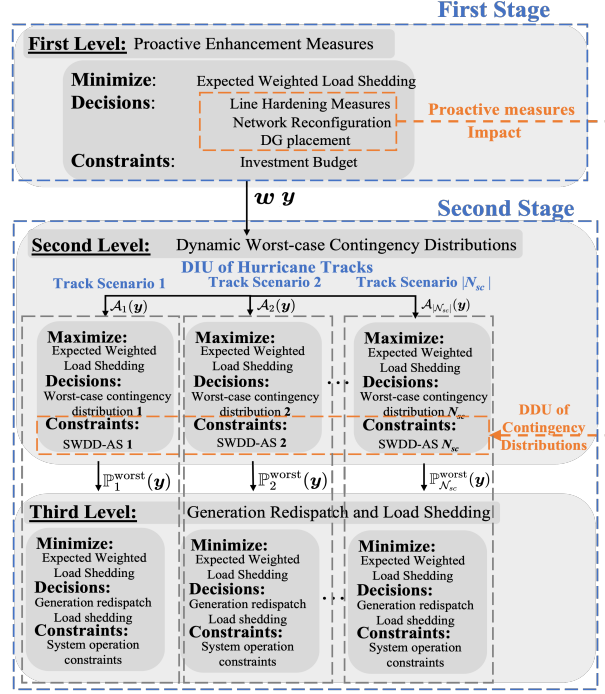 First Stage
First Level: Proactive Enhancement Measures
Minimize: Expected Weighted Load Shedding
Decisions: Line Hardening Measures
Network Reconfiguration
DG placement
Constraints: Investment Budget
Proactive measures
Impact
w y
Second Stage
Second Level: Dynamic Worst-case Contingency Distributions
DIU of Hurricane Tracks
Track Scenario 1 Track Scenario 2 Track Scenario |N_sc|
𝒜_1(y) 𝒜_2(y) 𝒜_|𝒩_sc|(y)
Maximize:
Expected Weighted
Load Shedding
Decisions:
Worst-case contingency
distribution 1
Constraints:
SWDD-AS 1
Maximize:
Expected Weighted
Load Shedding
Decisions:
Worst-case contingency
distribution 2
Constraints:
SWDD-AS 2
...
Maximize:
Expected Weighted
Load Shedding
Decisions:
Worst-case contingency
distribution N_sc
Constraints:
SWDD-AS N_sc
DDU of
Contingency
Distributions
ℙ_1^worst(y) ℙ_2^worst(y) ℙ_𝒩_sc^worst(y)
Third Level: Generation Redispatch and Load Shedding
Minimize:
Expected Weighted
Load Shedding
Decisions:
Generation redispatch
Load shedding
Constraints:
System operation
constraints
Minimize:
Expected Weighted
Load Shedding
Decisions:
Generation redispatch
Load shedding
Constraints:
System operation
constraints
...
Minimize:
Expected Weighted
Load Shedding
Decisions:
Generation redispatch
Load shedding
Constraints:
System operation
constraints